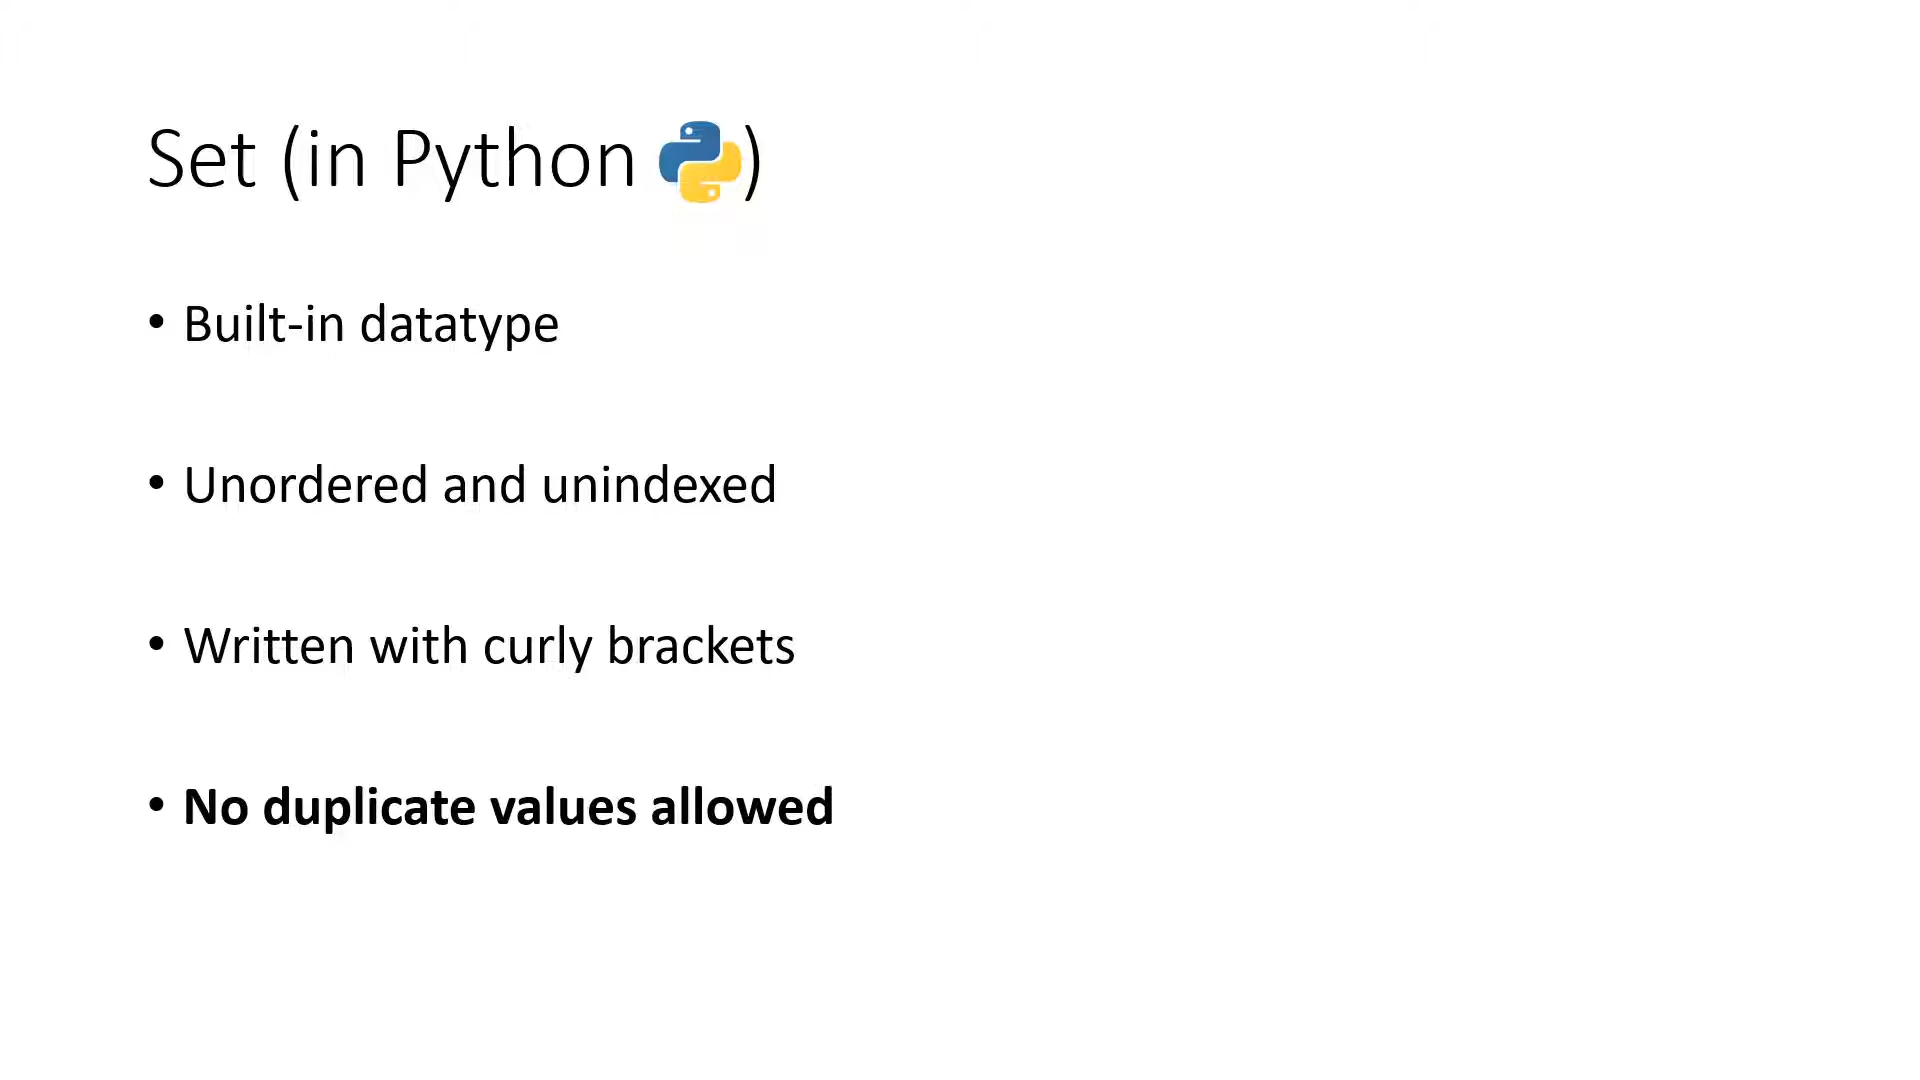 Set (in Python )
• Built-in datatype
• Unordered and unindexed
• Written with curly brackets
• No duplicate values allowed